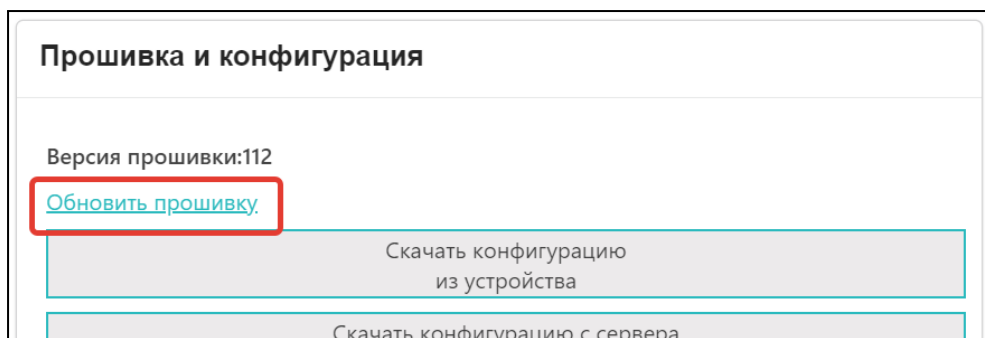 Прошивка и конфигурация
Версия прошивки:112
Обновить прошивку
Скачать конфигурацию
из устройства
Скачать конфигурацию с сервера